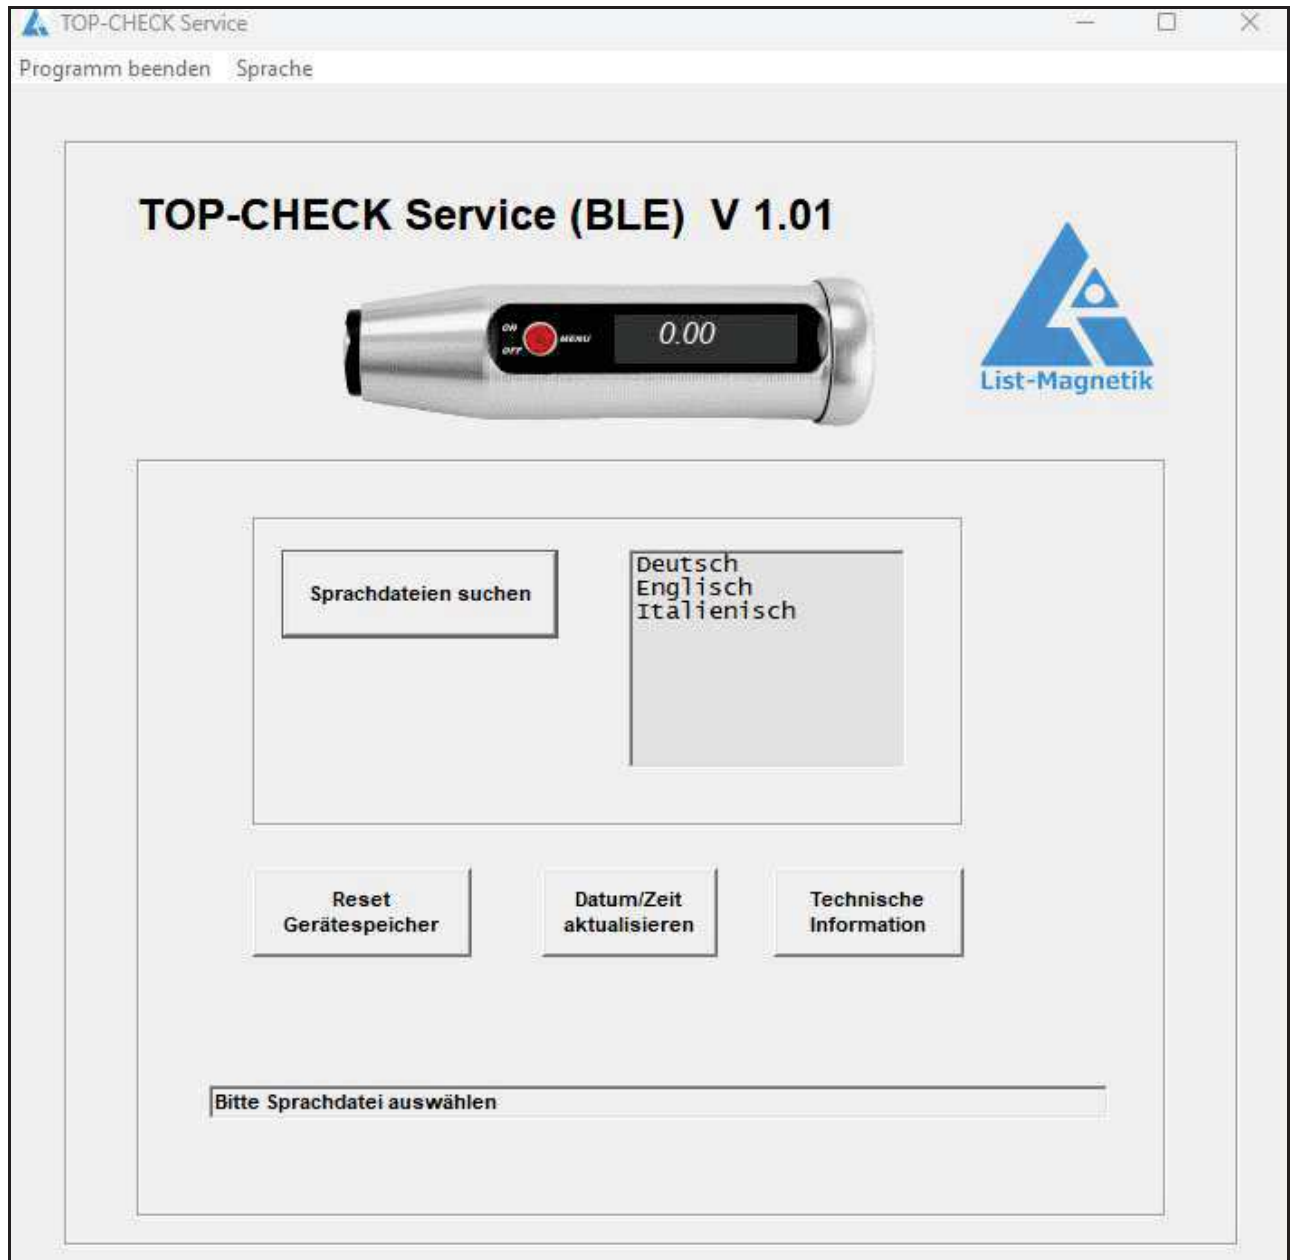 TOP-CHECK Service
Programm beenden Sprache
TOP-CHECK Service (BLE) V 1.01
ON
OFF
MENU
0.00
List-Magnetik
Sprachdateien suchen
Deutsch
Englisch
Italienisch
Reset
Gerätespeicher
Datum/Zeit
aktualisieren
Technische
Information
Bitte Sprachdatei auswählen